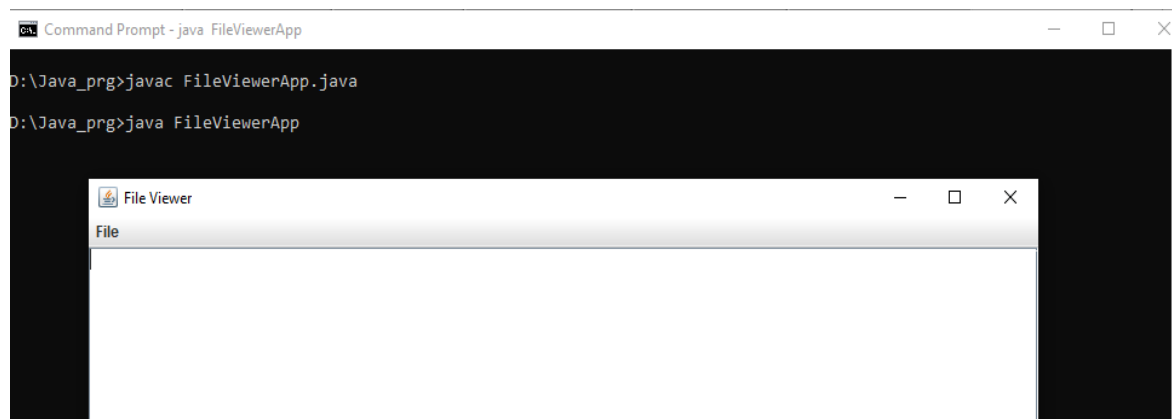 Command Prompt - java  FileViewerApp
D:\Java_prg>javac FileViewerApp.java
D:\Java_prg>java FileViewerApp
File Viewer
File